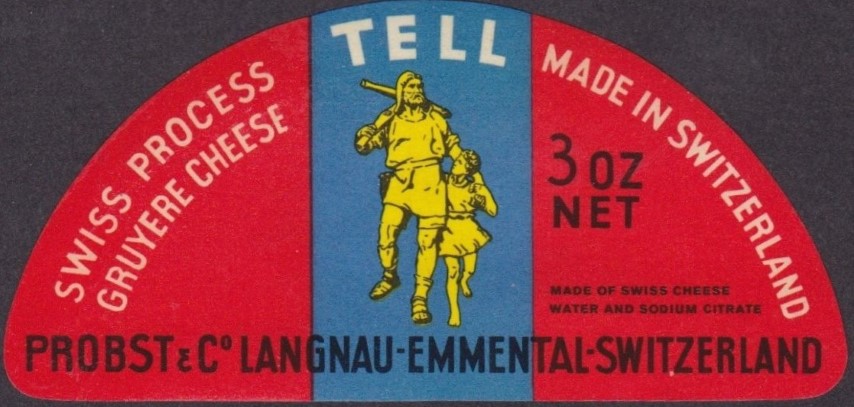 TELL
SWISS PROCESS
GRUYERE CHEESE
MADE IN SWITZERLAND
3 OZ
NET
MADE OF SWISS CHEESE
WATER AND SODIUM CITRATE
PROBST & Cº LANGNAU-EMMENTAL-SWITZERLAND